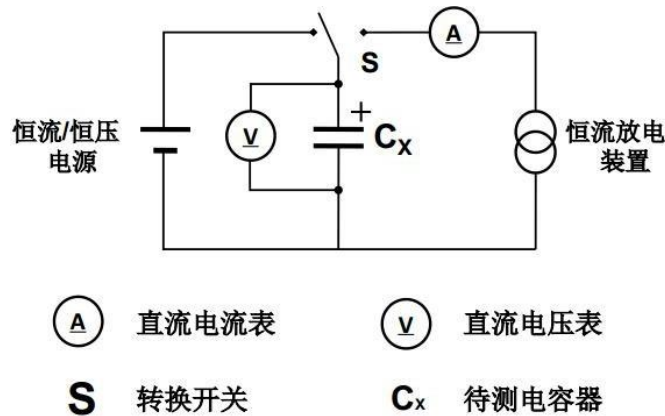 S
A
恒流/恒压
电源
V
+
Cx
恒流放电
装置
A 直流电流表
V 直流电压表
S 转换开关
Cx 待测电容器